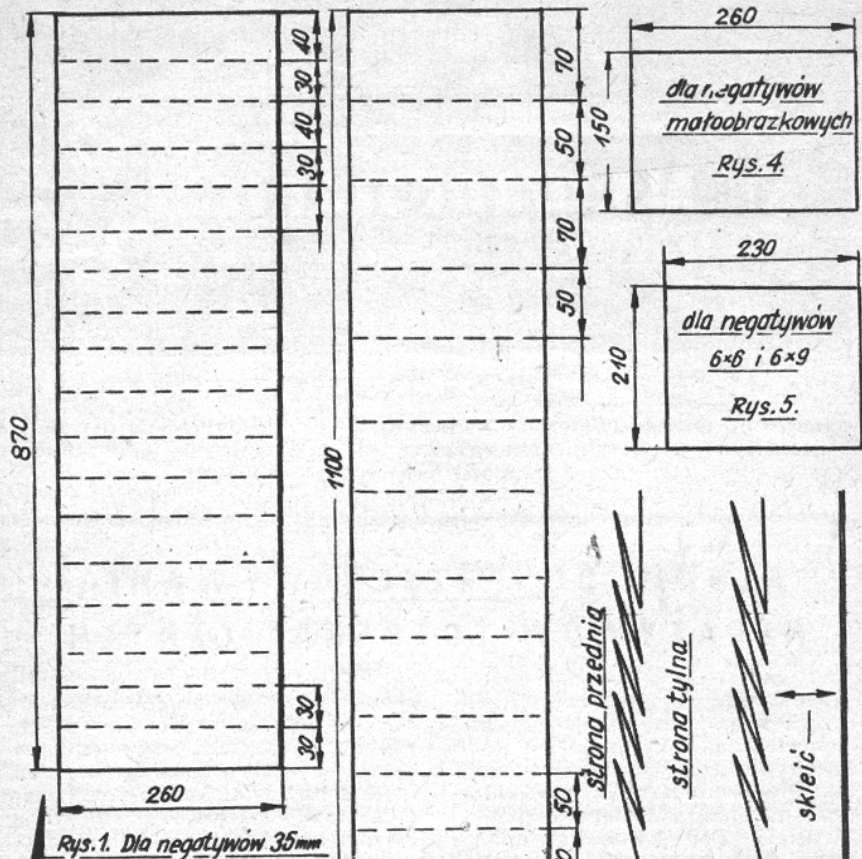 870
40
30
40
30
30
30
260
Rys.1. Dla negatywów 35mm
1100
70
50
70
50
50
260
150
dla negatywów
małoobrazkowych
Rys. 4.
230
210
dla negatywów
6×6 i 6×9
Rys. 5.
strona przednia
strona tylna
skleić —